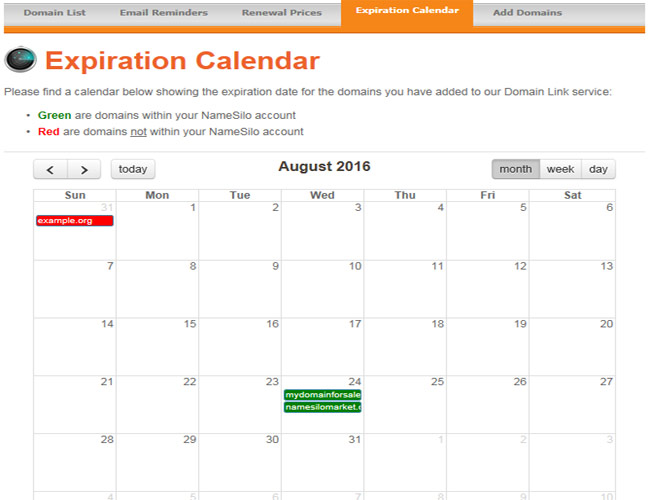 Domain List Email Reminders Renewal Prices Expiration Calendar Add Domains
Expiration Calendar
Please find a calendar below showing the expiration date for the domains you have added to our Domain Link service:
• Green are domains within your NameSilo account
• Red are domains not within your NameSilo account
< > today August 2016 month week day
Sun Mon Tue Wed Thu Fri Sat
31 1 2 3 4 5 6
example.org
7 8 9 10 11 12 13
14 15 16 17 18 19 20
21 22 23 24 25 26 27
mydomainforsale
namesilomarket.c
28 29 30 31 1 2 3
4 5 6 7 8 9 10